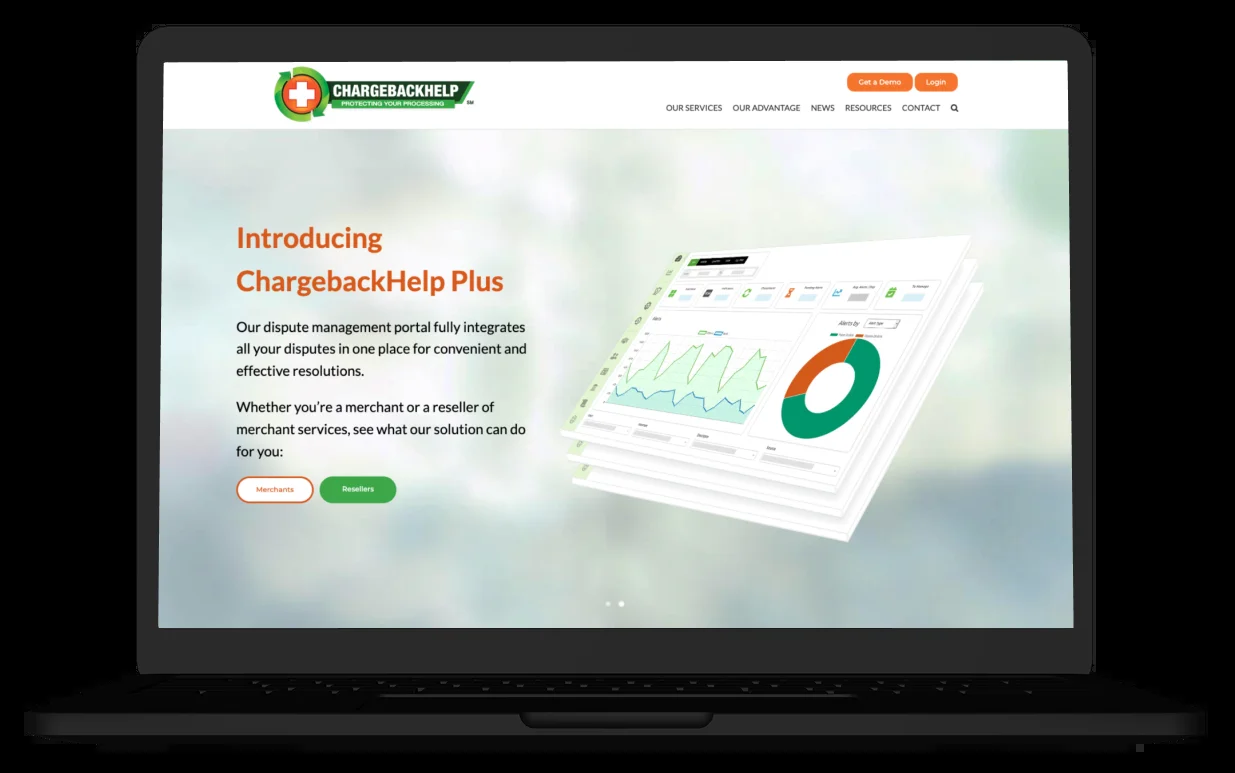 CHARGEBACKHELP
PROTECTING YOUR PROCESSING
SM
Get a Demo
Login
OUR SERVICES
OUR ADVANTAGE
NEWS
RESOURCES
CONTACT
Introducing
ChargebackHelp Plus
Our dispute management portal fully integrates
all your disputes in one place for convenient and
effective resolutions.
Whether you’re a merchant or a reseller of
merchant services, see what our solution can do
for you:
Merchants
Resellers
Alerts
Alerts by